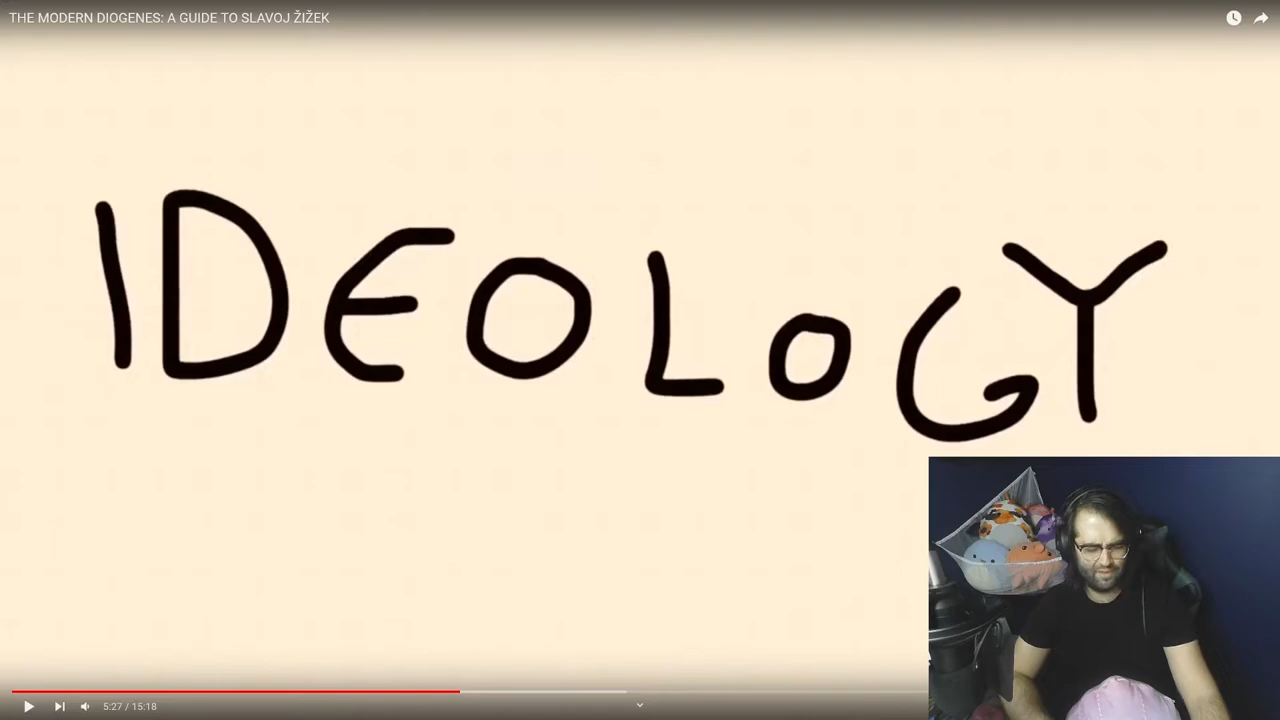 THE MODERN DIOGENES: A GUIDE TO SLAVOJ ŽIŽEK
IDEOLOGY
5:27 / 15:18